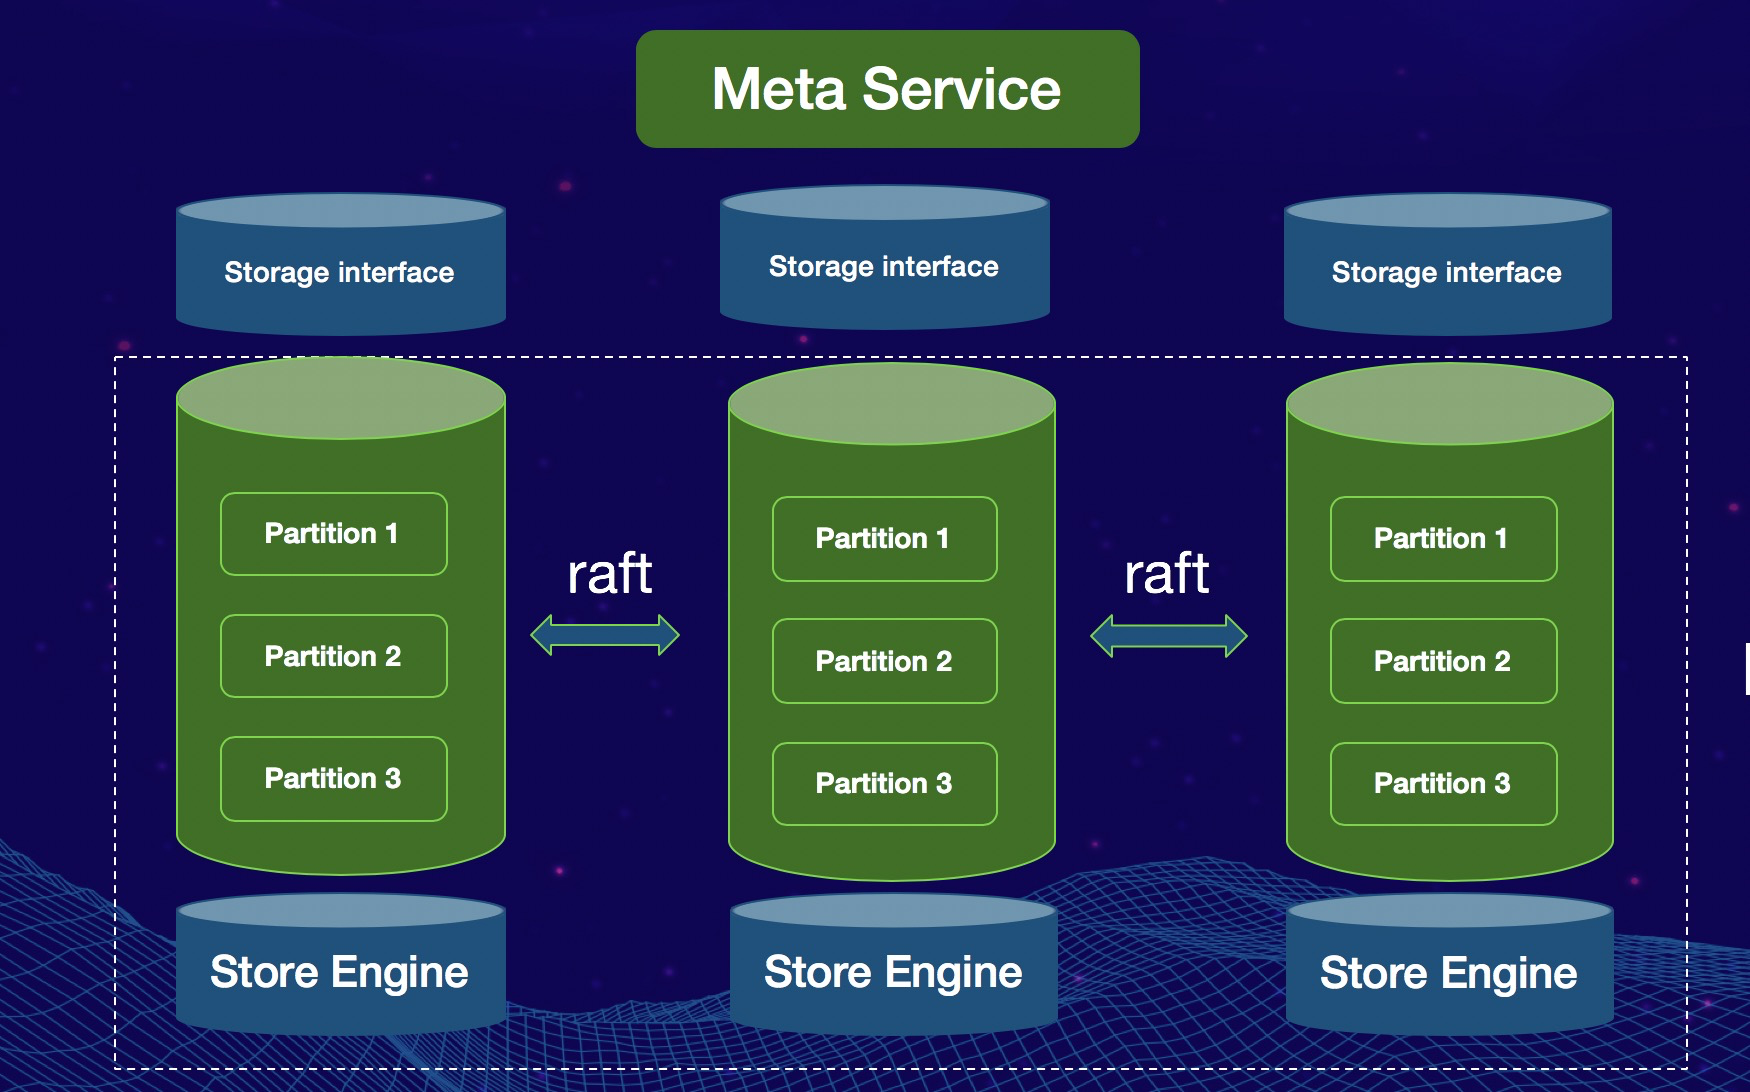 Meta Service
Storage interface
Storage interface
Storage interface
Partition 1
Partition 2
Partition 3
raft
Partition 1
Partition 2
Partition 3
raft
Partition 1
Partition 2
Partition 3
Store Engine
Store Engine
Store Engine